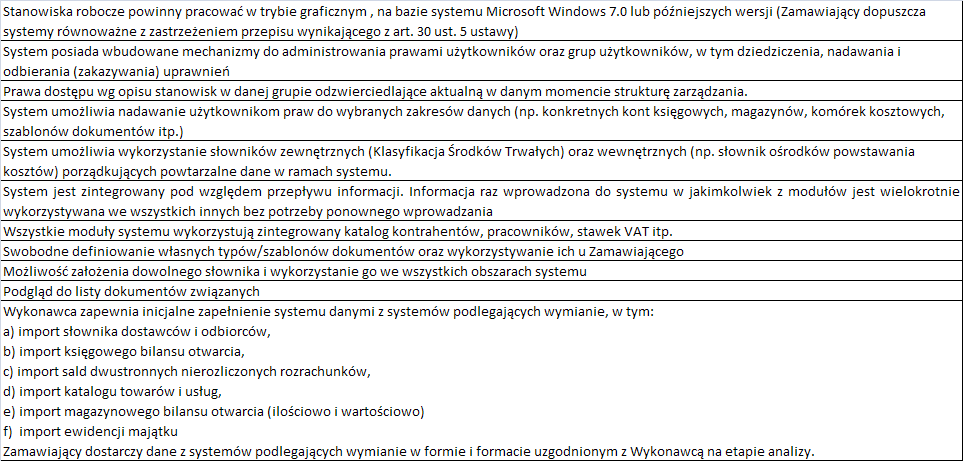 Stanowiska robocze powinny pracować w trybie graficznym , na bazie systemu Microsoft Windows 7.0 lub późniejszych wersji (Zamawiający dopuszcza
systemy równoważne z zastrzeżeniem przepisu wynikającego z art. 30 ust. 5 ustawy)
System posiada wbudowane mechanizmy do administrowania prawami użytkowników oraz grup użytkowników, w tym dziedziczenia, nadawania i
odbierania (zakazywania) uprawnień
Prawa dostępu wg opisu stanowisk w danej grupie odzwierciedlające aktualną w danym momencie strukturę zarządzania.
System umożliwia nadawanie użytkownikom praw do wybranych zakresów danych (np. konkretnych kont księgowych, magazynów, komórek kosztowych,
szablonów dokumentów itp.)
System umożliwia wykorzystanie słowników zewnętrznych (Klasyfikacja Środków Trwałych) oraz wewnętrznych (np. słownik ośrodków powstawania
kosztów) porządkujących powtarzalne dane w ramach systemu.
System jest zintegrowany pod względem przepływu informacji. Informacja raz wprowadzona do systemu w jakimkolwiek z modułów jest wielokrotnie
wykorzystywana we wszystkich innych bez potrzeby ponownego wprowadzania
Wszystkie moduły systemu wykorzystują zintegrowany katalog kontrahentów, pracowników, stawek VAT itp.
Swobodne definiowanie własnych typów/szablonów dokumentów oraz wykorzystywanie ich u Zamawiającego
Możliwość założenia dowolnego słownika i wykorzystanie go we wszystkich obszarach systemu
Podgląd do listy dokumentów związanych
Wykonawca zapewnia inicjalne zapełnienie systemu danymi z systemów podlegających wymianie, w tym:
a) import słownika dostawców i odbiorców,
b) import księgowego bilansu otwarcia,
c) import sald dwustronnych nierozliczonych rozrachunków,
d) import katalogu towarów i usług,
e) import magazynowego bilansu otwarcia (ilościowo i wartościowo)
f)  import ewidencji majątku
Zamawiający dostarczy dane z systemów podlegających wymianie w formie i formacie uzgodnionym z Wykonawcą na etapie analizy.